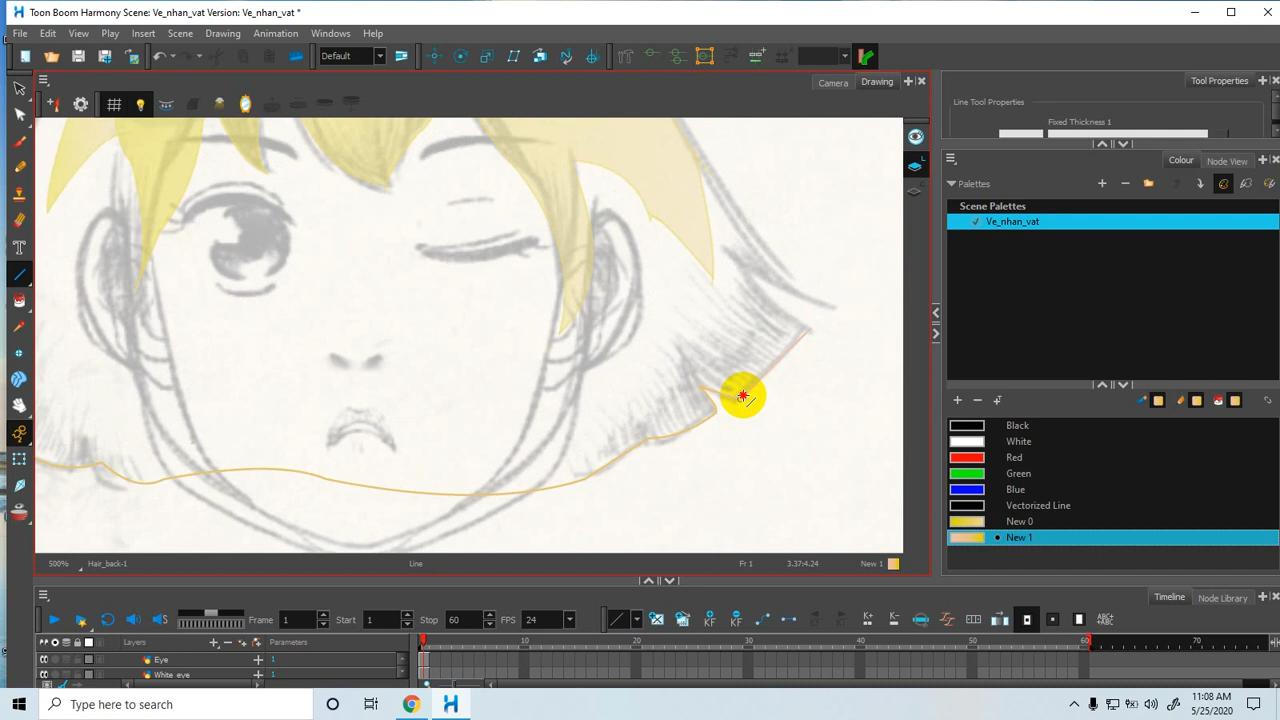 Toon Boom Harmony Scene: Ve_nhan_vat Version: Ve_nhan_vat *
File Edit View Play Insert Scene Drawing Animation Windows Help
Default
Camera Drawing
Tool Properties
Line Tool Properties
Fixed Thickness 1
Colour Node View
Palettes
Scene Palettes
Ve_nhan_vat
Black
White
Red
Green
Blue
Vectorized Line
New 0
New 1
500% Hair_back-1 Line Fr 1 3.37:4.24 New 1
Timeline Node Library
Frame 1 Start 1 Stop 60 FPS 24
Layers Parameters 10 20 30 40 50 60 70
Eye 1
White_eye 1
Type here to search
11:08 AM
5/25/2020